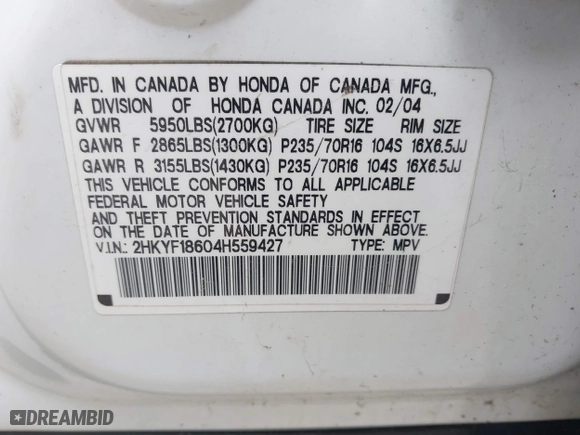 MFD. IN CANADA BY HONDA OF CANADA MFG.,
A DIVISION OF HONDA CANADA INC. 02/04
GVWR 5950LBS(2700KG) TIRE SIZE RIM SIZE
GAWR F 2865LBS(1300KG) P235/70R16 104S 16X6.5JJ
GAWR R 3155LBS(1430KG) P235/70R16 104S 16X6.5JJ
THIS VEHICLE CONFORMS TO ALL APPLICABLE
FEDERAL MOTOR VEHICLE SAFETY
AND THEFT PREVENTION STANDARDS IN EFFECT
ON THE DATE OF MANUFACTURE SHOWN ABOVE.
V.I.N.: 2HKYF18604H559427 TYPE: MPV
DREAMBID